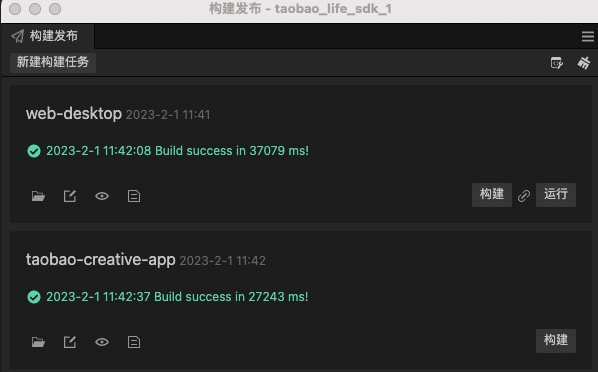 构建发布 - taobao_life_sdk_1
构建发布
新建构建任务
web-desktop 2023-2-1 11:41
2023-2-1 11:42:08 Build success in 37079 ms!
构建 运行
taobao-creative-app 2023-2-1 11:42
2023-2-1 11:42:37 Build success in 27243 ms!
构建